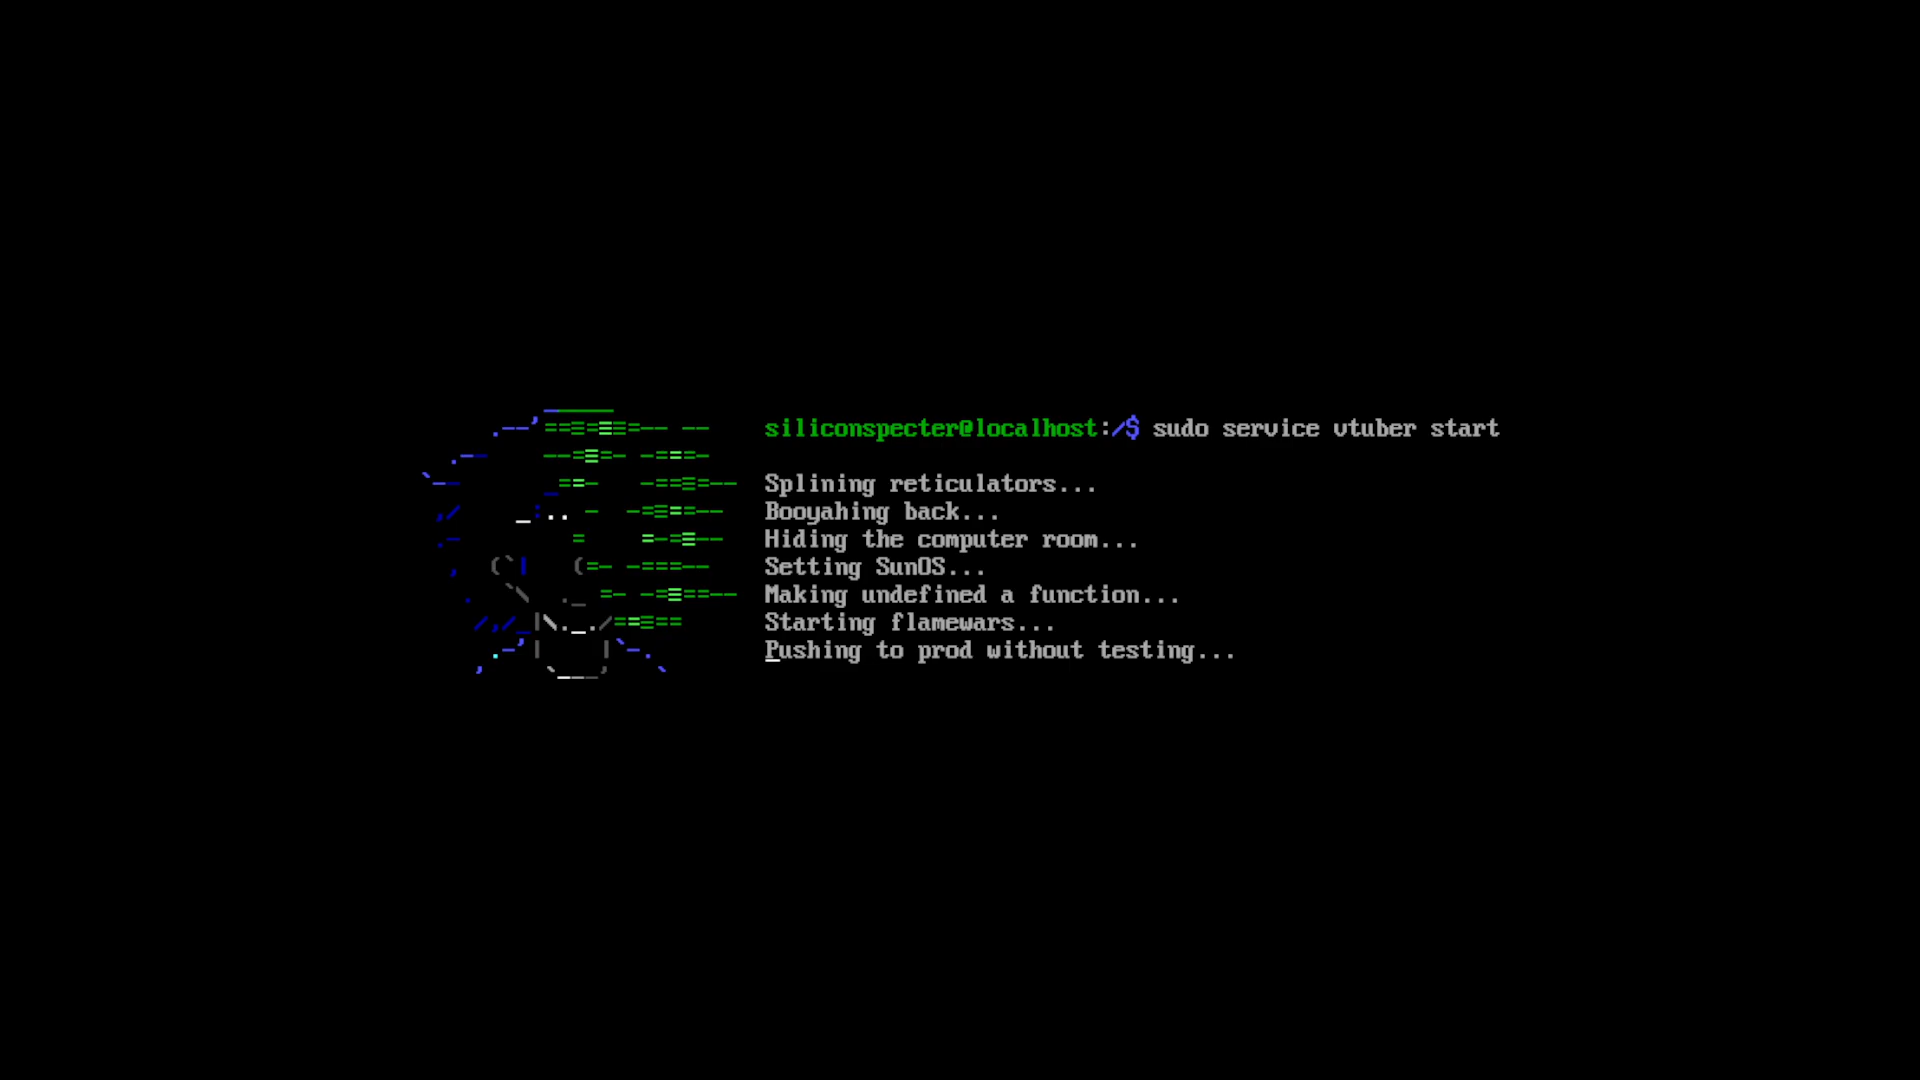 siliconspecter@localhost:/$ sudo service vtuber start
Splining reticulators...
Booyahing back...
Hiding the computer room...
Setting SunOS...
Making undefined a function...
Starting flamewars...
Pushing to prod without testing...